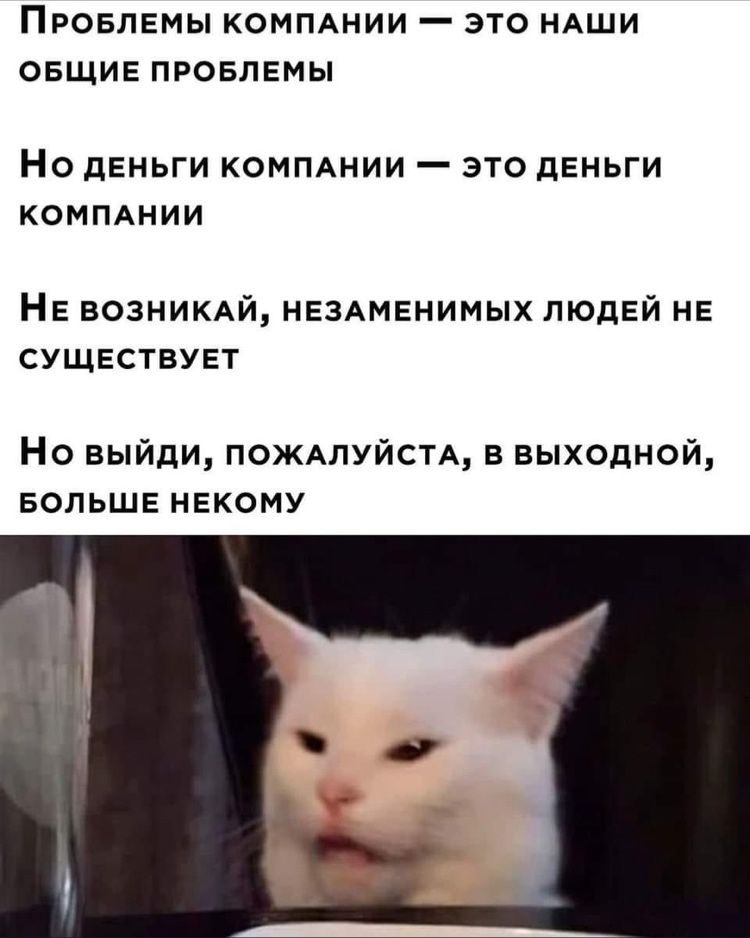 Проблемы компании — это наши
общие проблемы
Но деньги компании — это деньги
компании
Не возникай, незаменимых людей не
существует
Но выйди, пожалуйста, в выходной,
больше некому